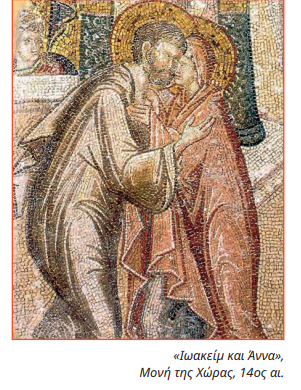 «Ιωακείμ και Άννα»,
Μονή της Χώρας, 14ος αι.